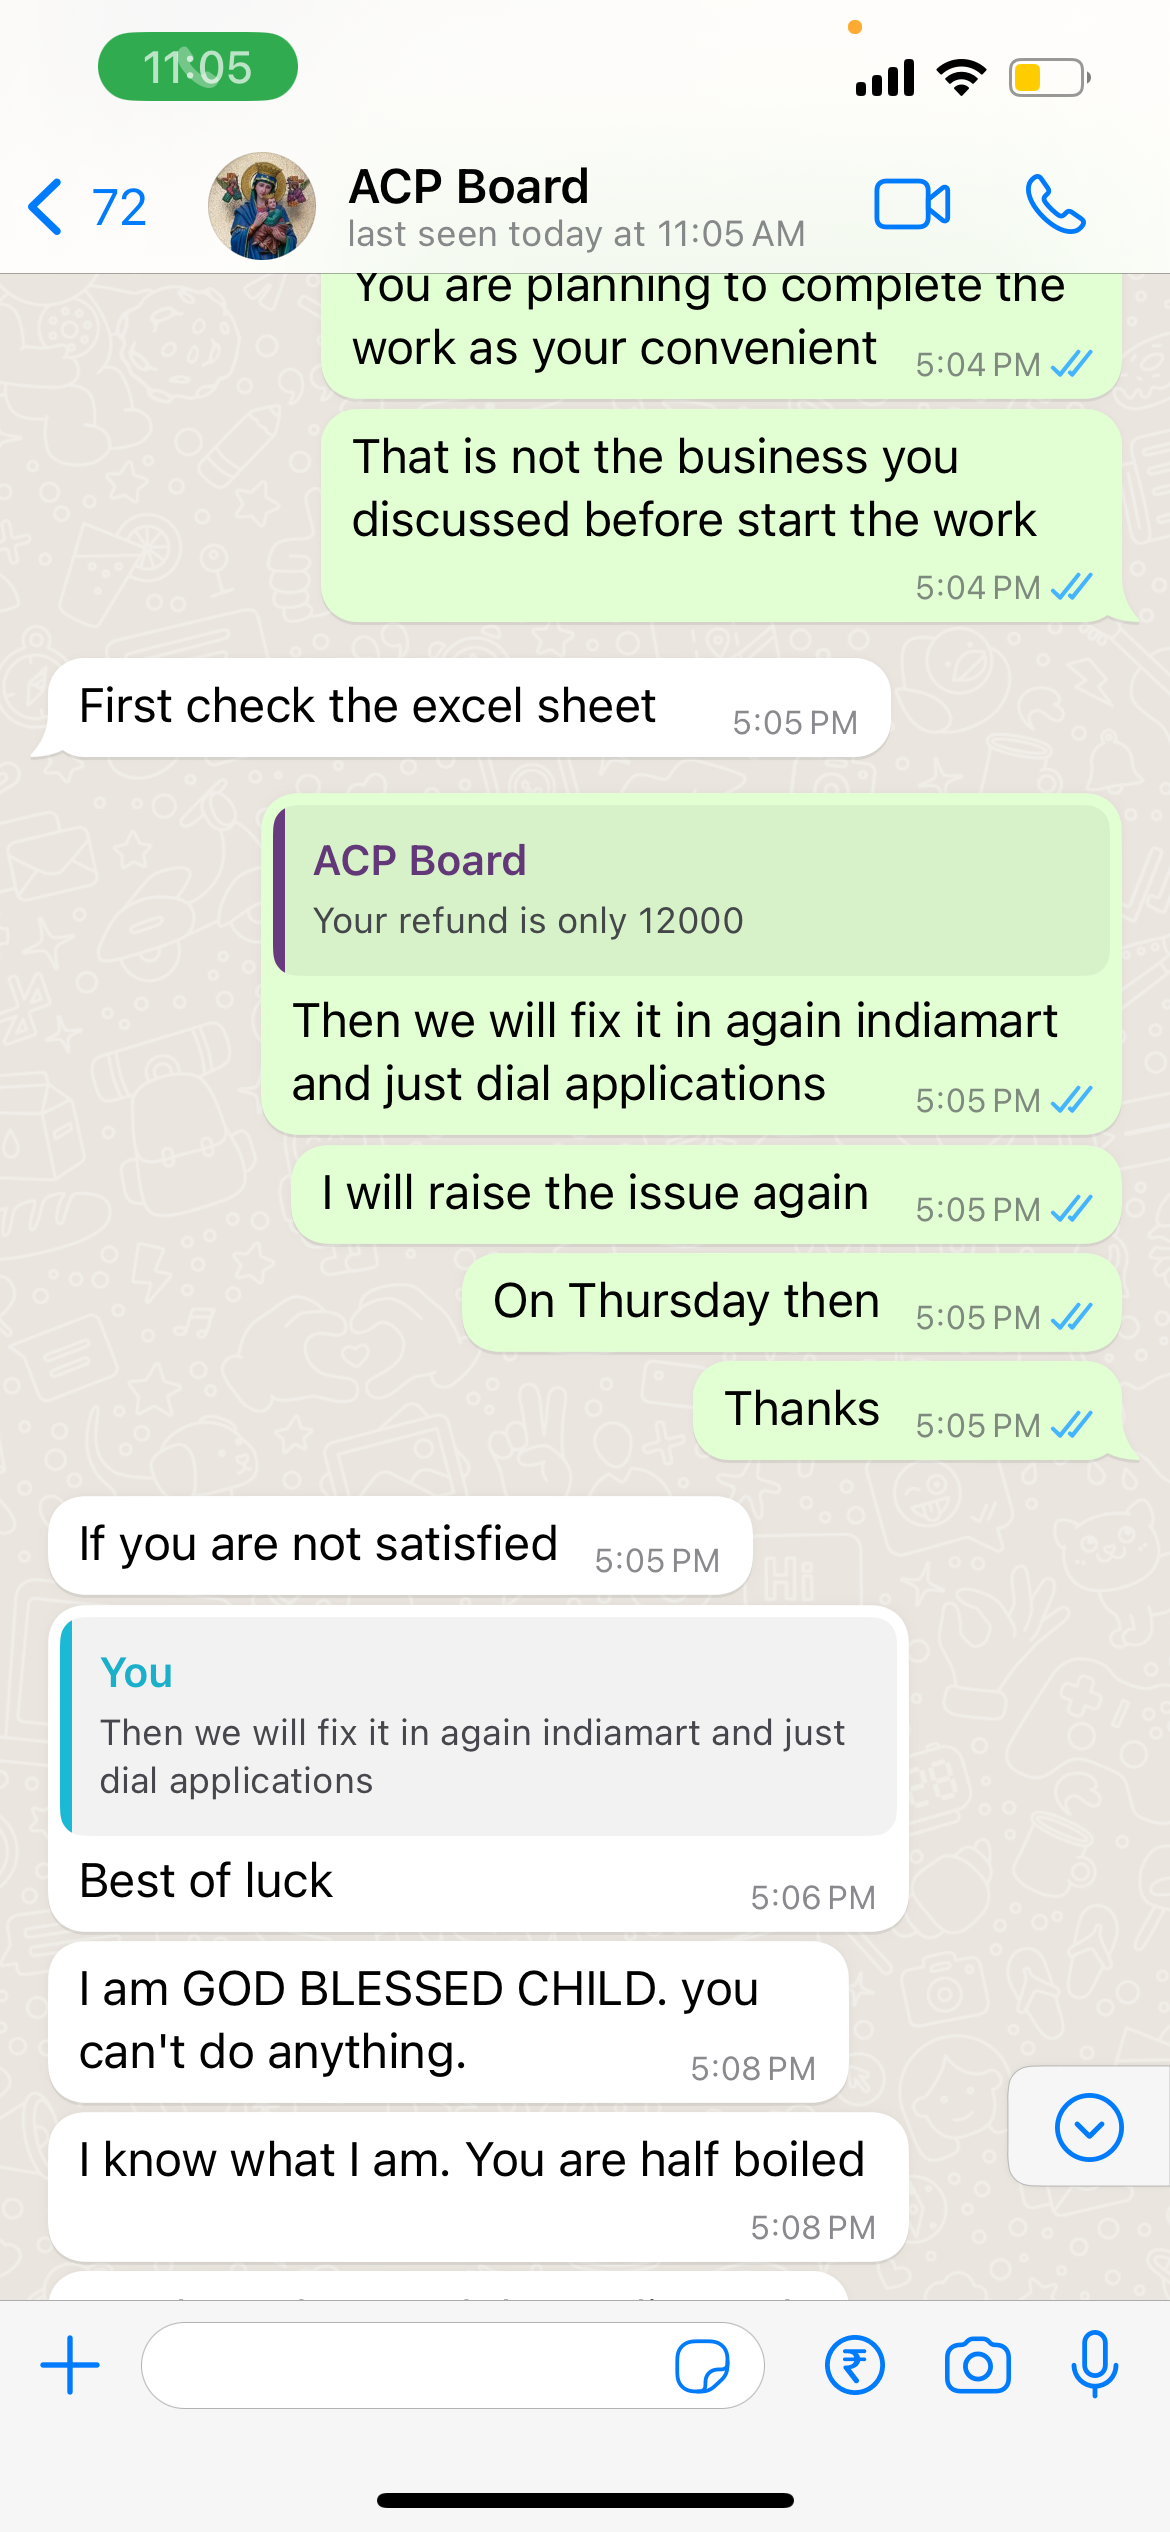 11:05
72
ACP Board
last seen today at 11:05 AM
You are planning to complete the
work as your convenient 5:04 PM
That is not the business you
discussed before start the work
5:04 PM
First check the excel sheet 5:05 PM
ACP Board
Your refund is only 12000
Then we will fix it in again indiamart
and just dial applications 5:05 PM
I will raise the issue again 5:05 PM
On Thursday then 5:05 PM
Thanks 5:05 PM
If you are not satisfied 5:05 PM
You
Then we will fix it in again indiamart and just
dial applications
Best of luck 5:06 PM
I am GOD BLESSED CHILD. you
can't do anything. 5:08 PM
I know what I am. You are half boiled
5:08 PM